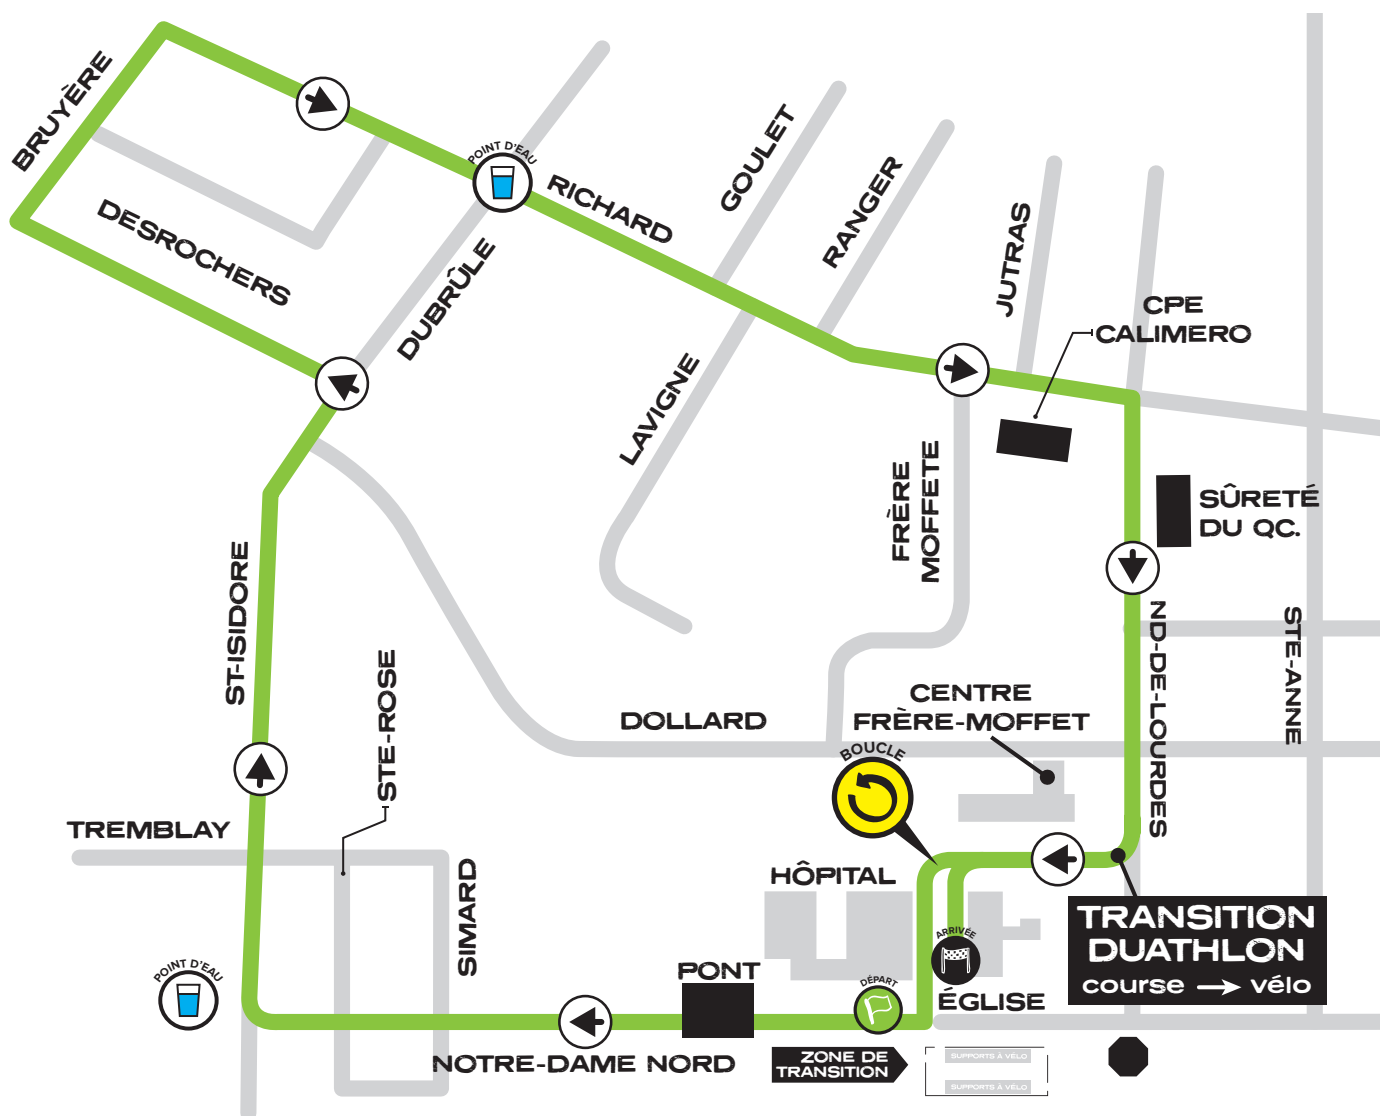 BRUYÈRE
POINT D'EAU
RICHARD
GOULET
RANGER
JUTRAS
DESROCHERS
DUBRÛLE
CPE
CALIMERO
LAVIGNE
FRÈRE
MOFFETE
SÛRETÉ
DU QC.
ST-ISIDORE
STE-ROSE
DOLLARD
CENTRE
FRÈRE-MOFFET
ND-DE-LOURDES
STE-ANNE
BOUCLE
TREMBLAY
SIMARD
HÔPITAL
TRANSITION
DUATHLON
course → vélo
ARRIVÉE
POINT D'EAU
PONT
DÉPART
ÉGLISE
NOTRE-DAME NORD
ZONE DE
TRANSITION
SUPPORTS À VÉLO
SUPPORTS À VÉLO